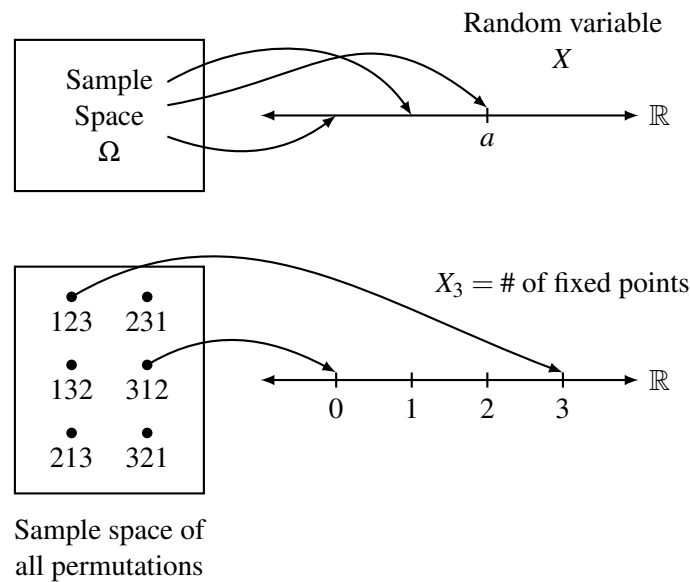 Random variable
X
Sample
Space
Ω
ℝ
a
X₃ = # of fixed points
123 231
132 312
213 321
ℝ
0 1 2 3
Sample space of
all permutations